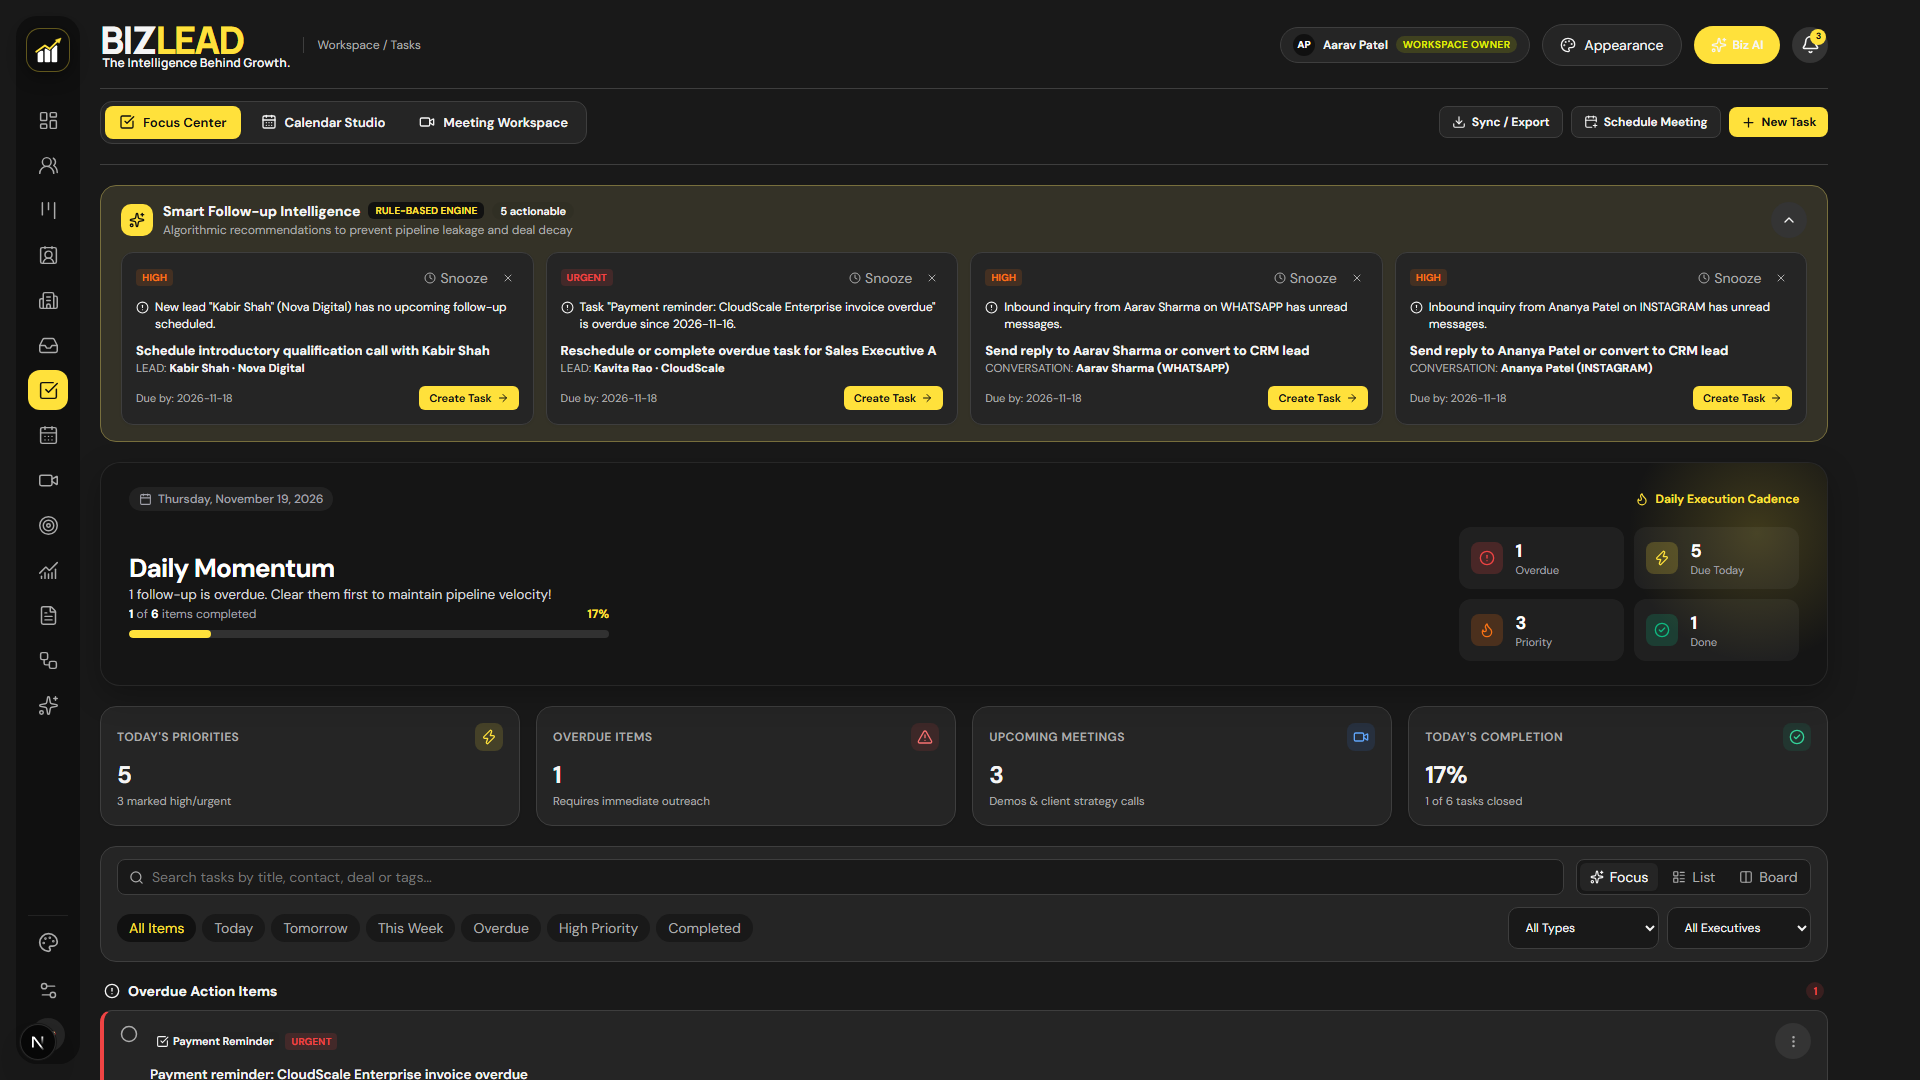 BIZLEAD
The Intelligence Behind Growth.
Workspace / Tasks
AP Aarav Patel WORKSPACE OWNER
Appearance
Biz AI
3
Focus Center
Calendar Studio
Meeting Workspace
Sync / Export
Schedule Meeting
New Task
Smart Follow-up Intelligence RULE-BASED ENGINE 5 actionable
Algorithmic recommendations to prevent pipeline leakage and deal decay
HIGH Snooze
New lead "Kabir Shah" (Nova Digital) has no upcoming follow-up
scheduled.
Schedule introductory qualification call with Kabir Shah
LEAD: Kabir Shah · Nova Digital
Due by: 2026-11-18 Create Task
URGENT Snooze
Task "Payment reminder: CloudScale Enterprise invoice overdue"
is overdue since 2026-11-16.
Reschedule or complete overdue task for Sales Executive A
LEAD: Kavita Rao · CloudScale
Due by: 2026-11-18 Create Task
HIGH Snooze
Inbound inquiry from Aarav Sharma on WHATSAPP has unread
messages.
Send reply to Aarav Sharma or convert to CRM lead
CONVERSATION: Aarav Sharma (WHATSAPP)
Due by: 2026-11-18 Create Task
HIGH Snooze
Inbound inquiry from Ananya Patel on INSTAGRAM has unread
messages.
Send reply to Ananya Patel or convert to CRM lead
CONVERSATION: Ananya Patel (INSTAGRAM)
Due by: 2026-11-18 Create Task
Thursday, November 19, 2026
Daily Execution Cadence
Daily Momentum
1 follow-up is overdue. Clear them first to maintain pipeline velocity!
1 of 6 items completed 17%
1
Overdue
5
Due Today
3
Priority
1
Done
TODAY'S PRIORITIES
5
3 marked high/urgent
OVERDUE ITEMS
1
Requires immediate outreach
UPCOMING MEETINGS
3
Demos & client strategy calls
TODAY'S COMPLETION
17%
1 of 6 tasks closed
Search tasks by title, contact, deal or tags...
Focus List Board
All Items Today Tomorrow This Week Overdue High Priority Completed
All Types All Executives
Overdue Action Items 1
Payment Reminder URGENT
Payment reminder: CloudScale Enterprise invoice overdue
N